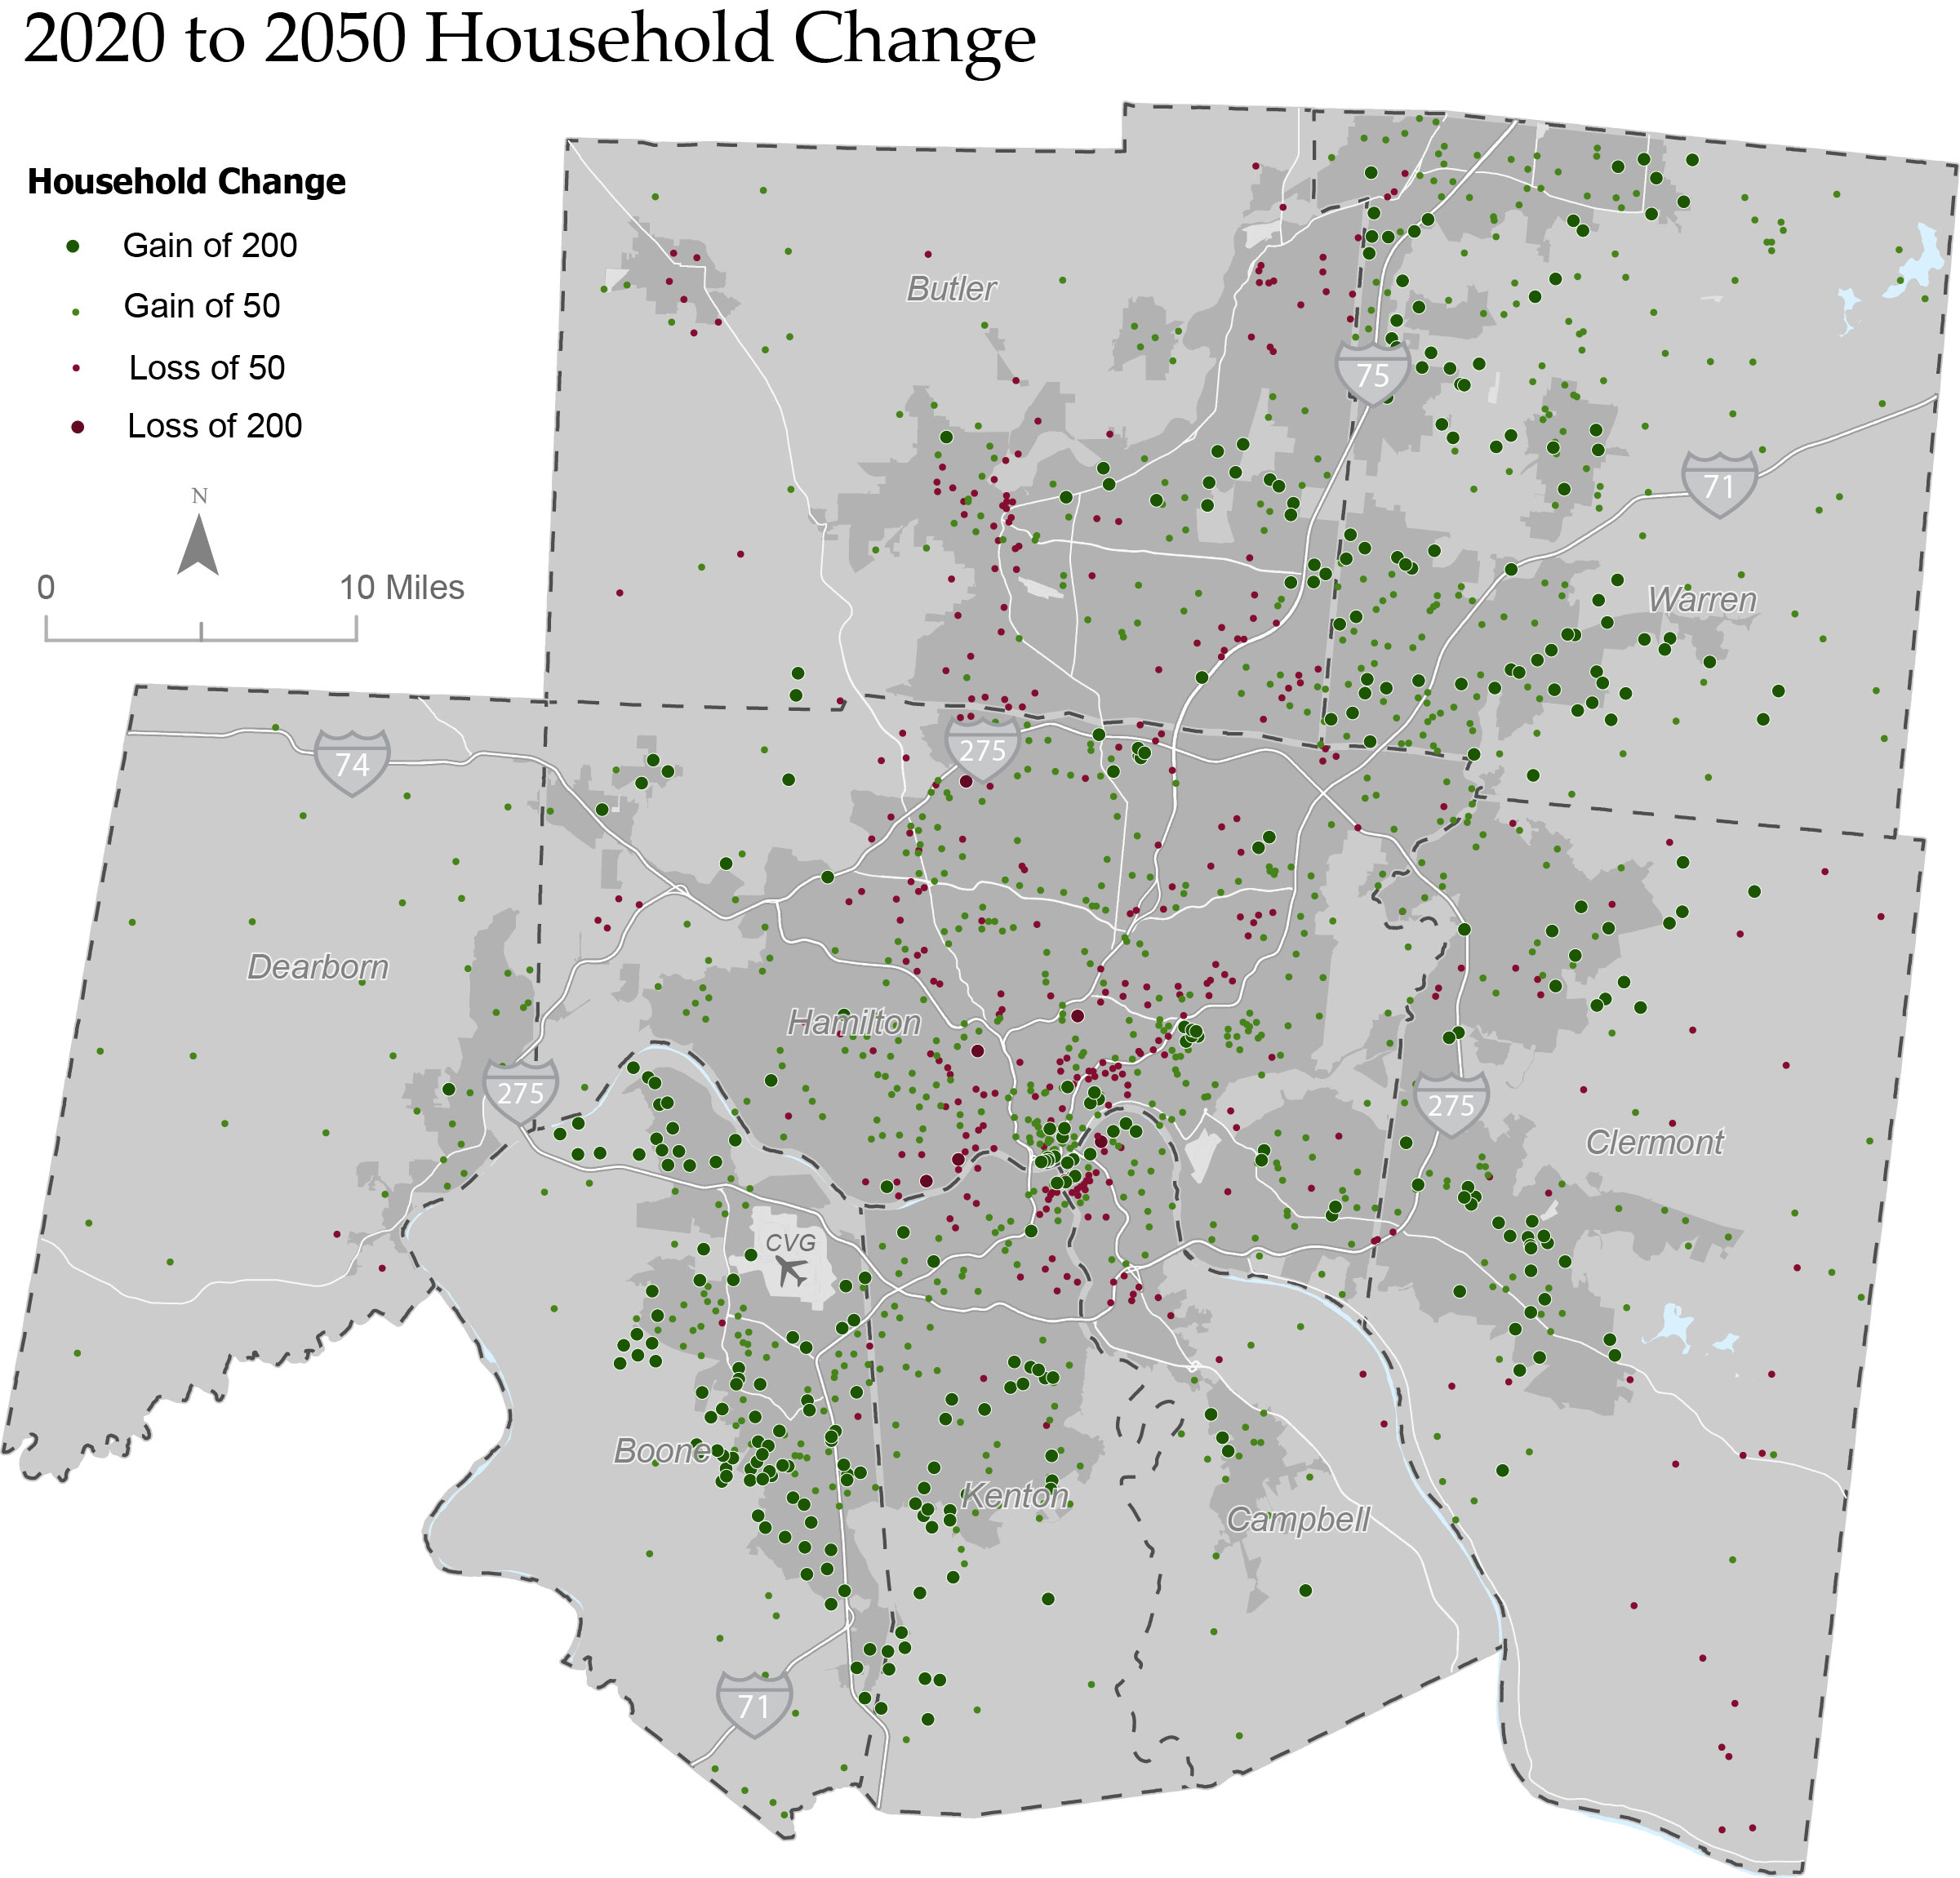 2020 to 2050 Household Change
Household Change
Gain of 200
Gain of 50
Loss of 50
Loss of 200
N
0 10 Miles
Butler
75
71
Warren
74
275
Dearborn
Hamilton
275
275
Clermont
CVG
Boone
Kenton
Campbell
71